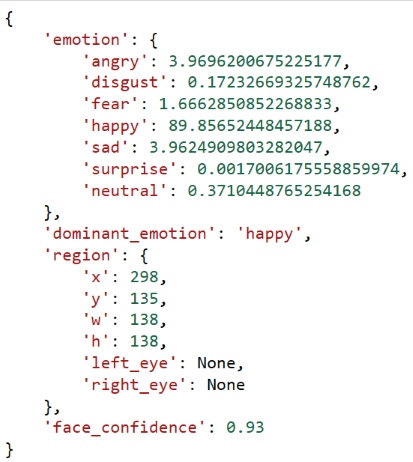 {
    'emotion': {
        'angry': 3.9696200675225177,
        'disgust': 0.17232669325748762,
        'fear': 1.6662850852268833,
        'happy': 89.85652448457188,
        'sad': 3.9624909803282047,
        'surprise': 0.0017006175558859974,
        'neutral': 0.3710448765254168
    },
    'dominant_emotion': 'happy',
    'region': {
        'x': 298,
        'y': 135,
        'w': 138,
        'h': 138,
        'left_eye': None,
        'right_eye': None
    },
    'face_confidence': 0.93
}